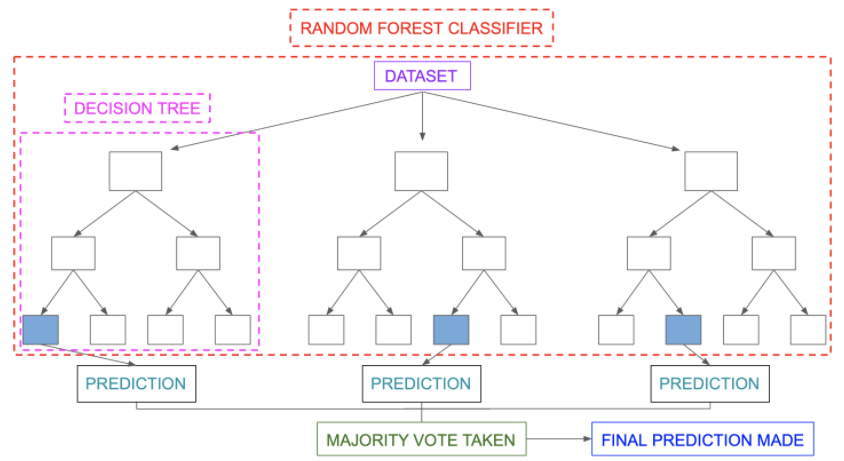 RANDOM FOREST CLASSIFIER
DATASET
DECISION TREE
PREDICTION
PREDICTION
PREDICTION
MAJORITY VOTE TAKEN
FINAL PREDICTION MADE